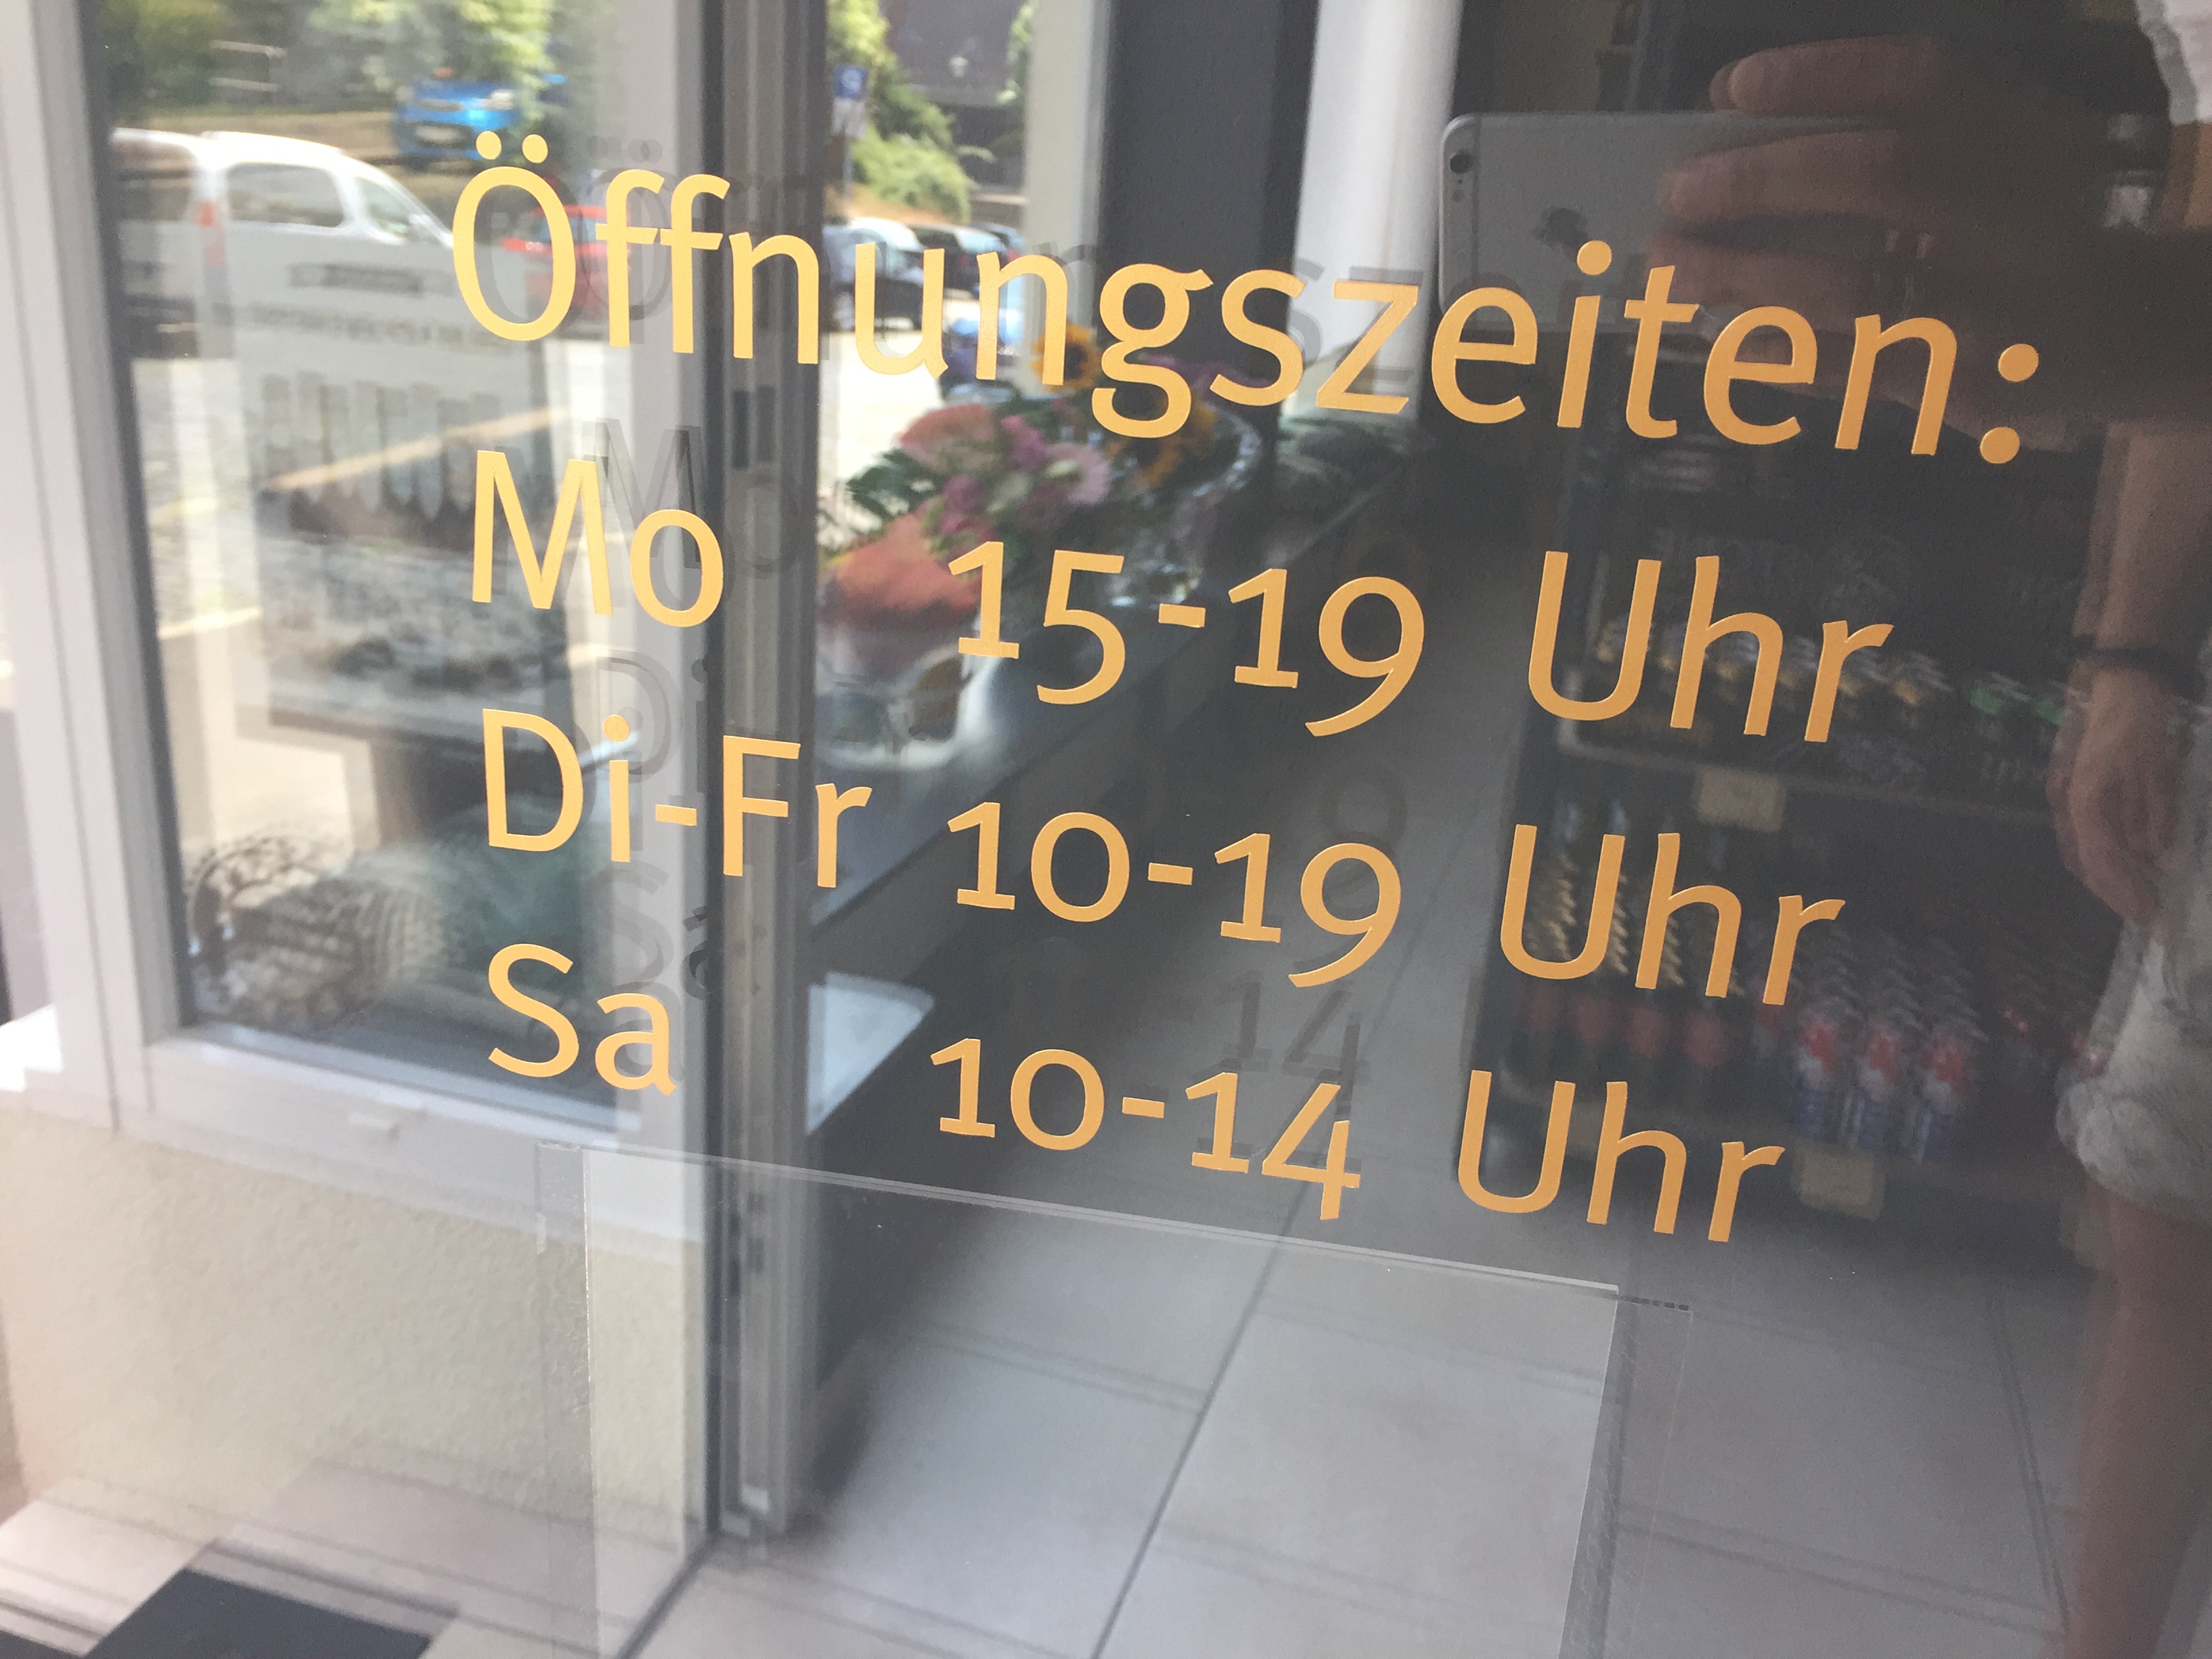 Öffnungszeiten:
Mo 15-19 Uhr
Di-Fr 10-19 Uhr
Sa 10-14 Uhr